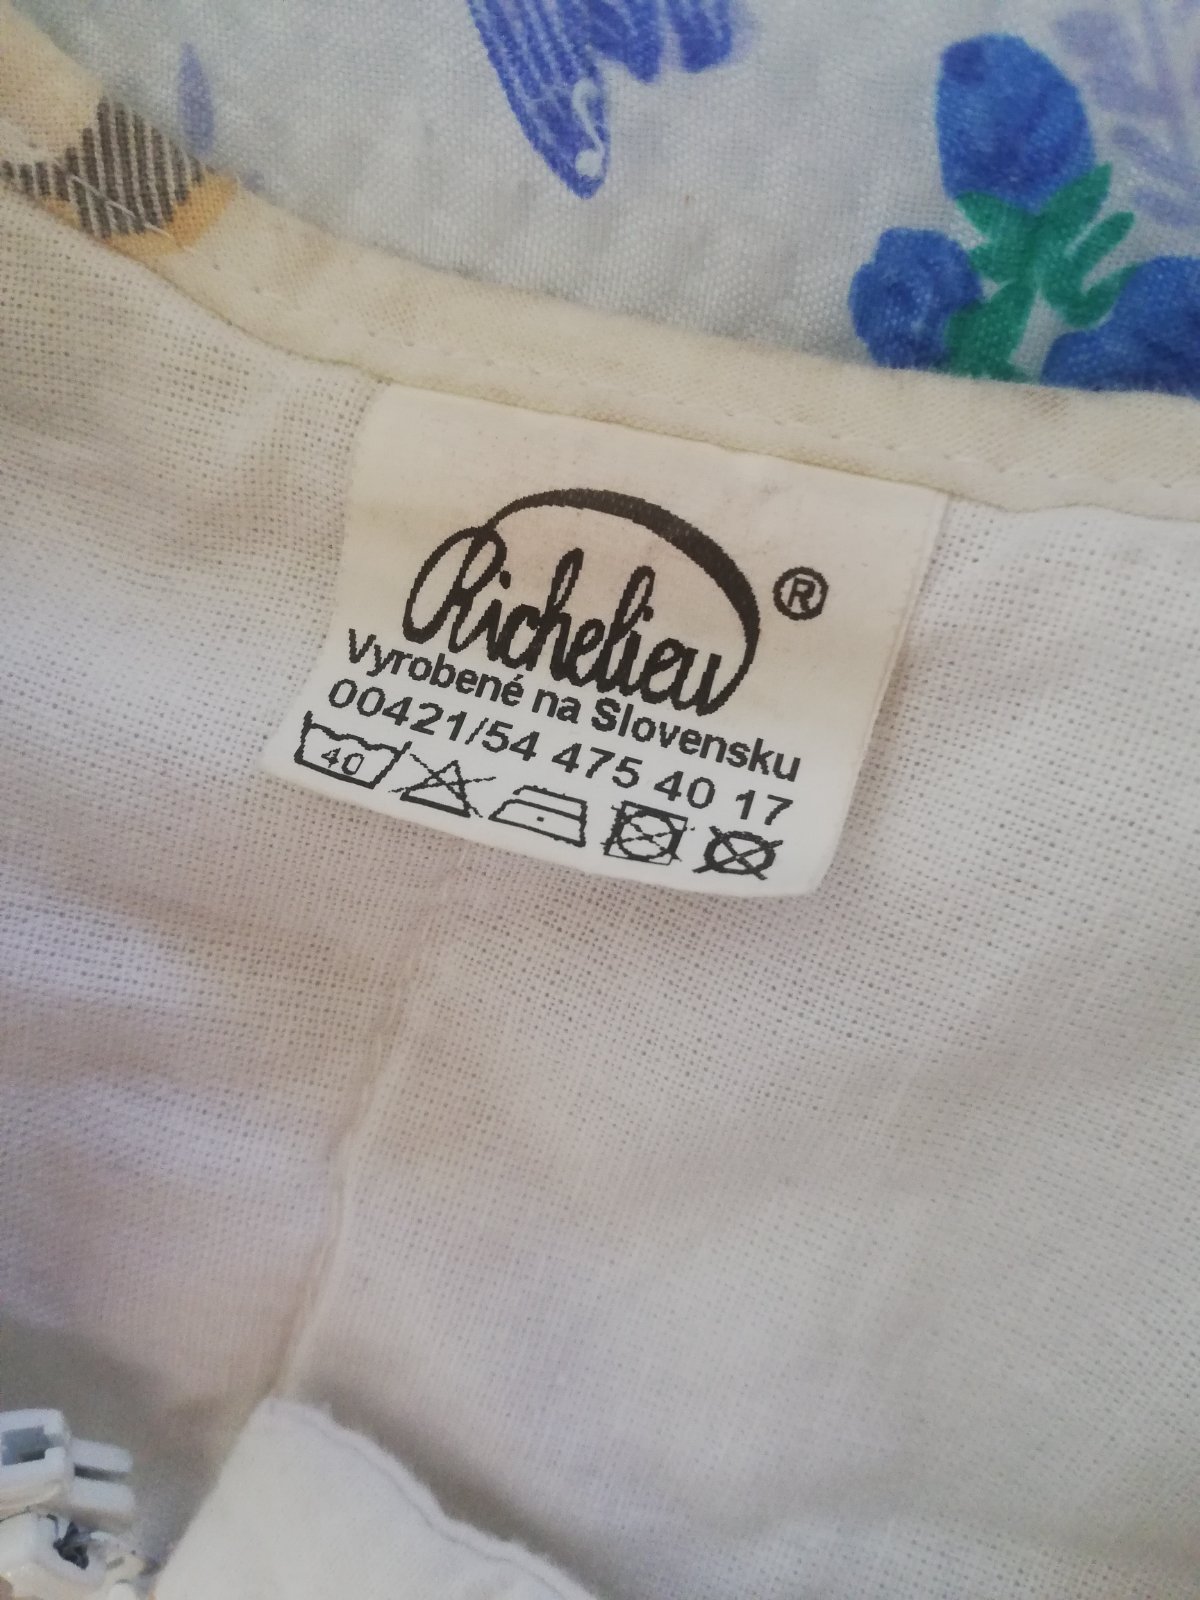 Richelieu ®
Vyrobené na Slovensku
00421/54 475 40 17
40